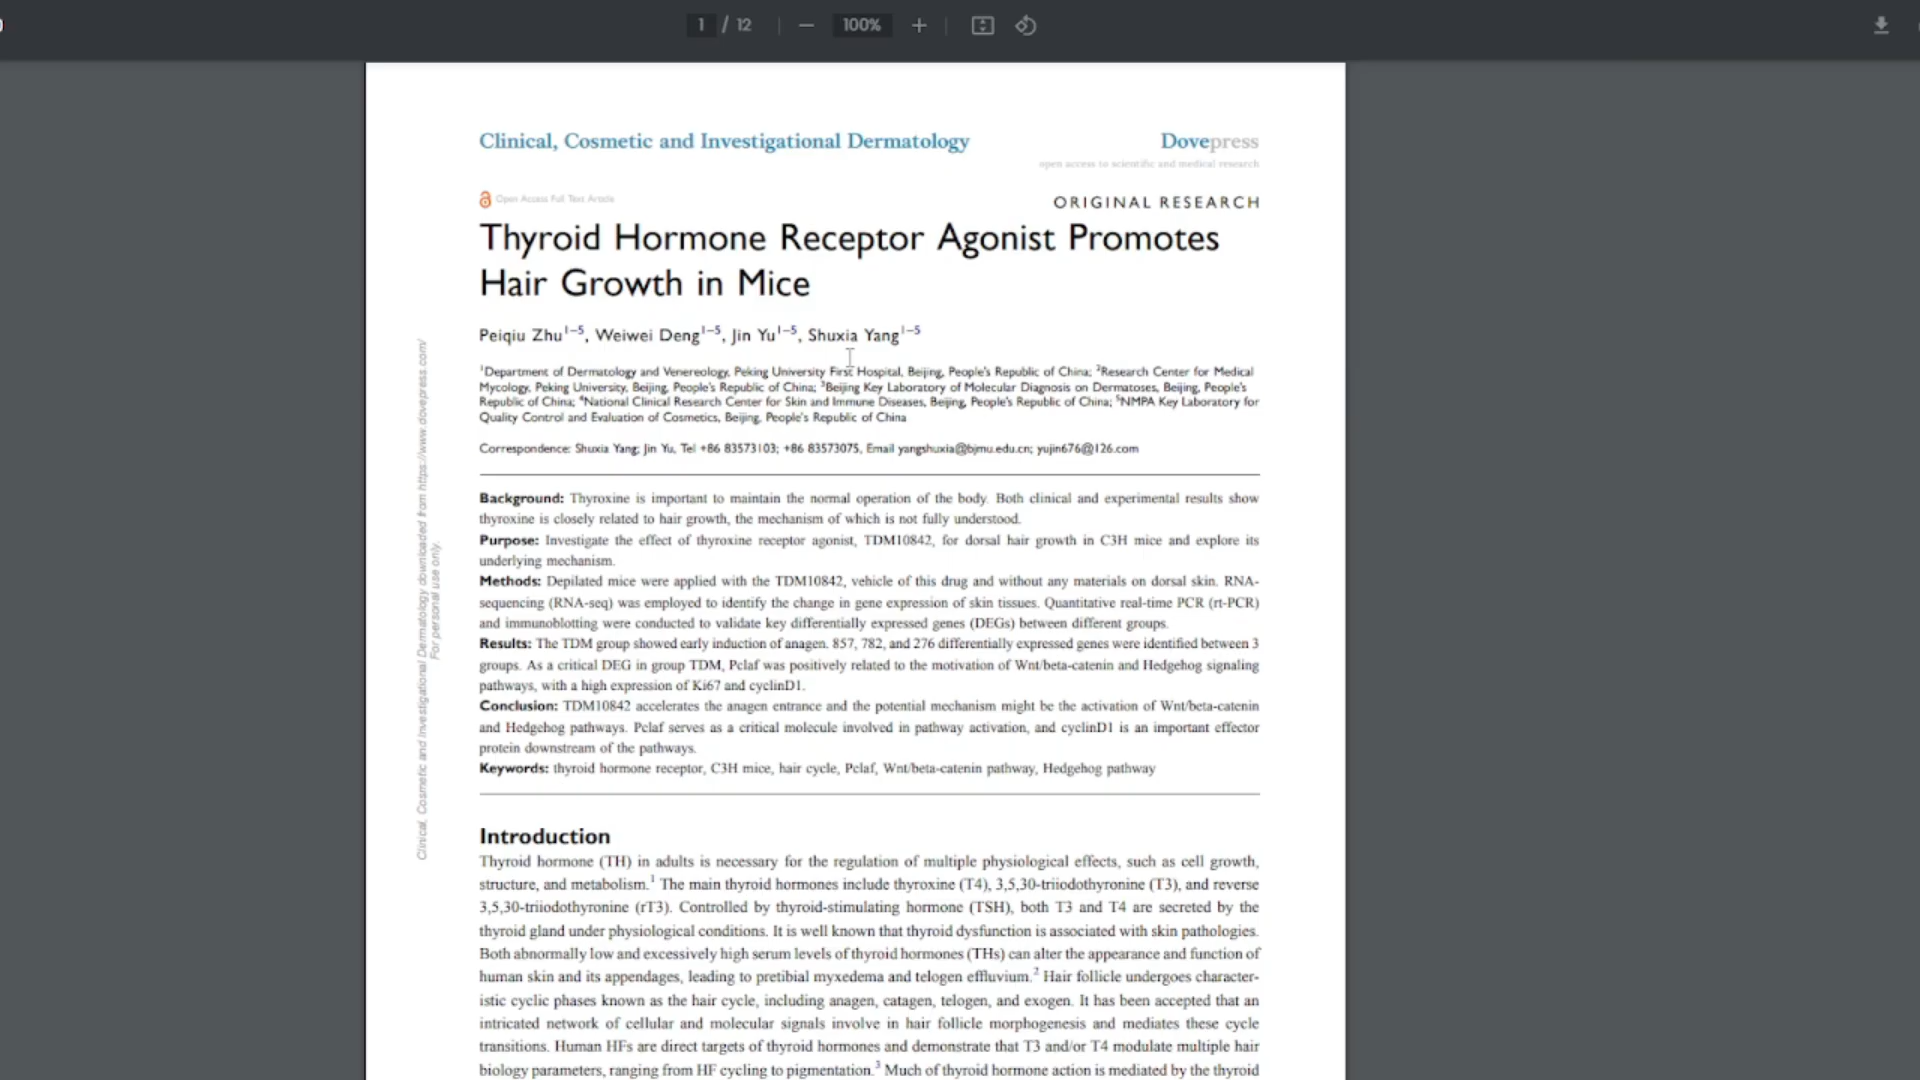 1 / 12 100%
Clinical, Cosmetic and Investigational Dermatology
Dovepress
open access to scientific and medical research
Open Access Full Text Article
ORIGINAL RESEARCH
Thyroid Hormone Receptor Agonist Promotes
Hair Growth in Mice
Peiqiu Zhu1–5, Weiwei Deng1–5, Jin Yu1–5, Shuxia Yang1–5
1Department of Dermatology and Venereology, Peking University First Hospital, Beijing, People's Republic of China; 2Research Center for Medical
Mycology, Peking University, Beijing, People's Republic of China; 3Beijing Key Laboratory of Molecular Diagnosis on Dermatoses, Beijing, People's
Republic of China; 4National Clinical Research Center for Skin and Immune Diseases, Beijing, People's Republic of China; 5NMPA Key Laboratory for
Quality Control and Evaluation of Cosmetics, Beijing, People's Republic of China
Correspondence: Shuxia Yang; Jin Yu, Tel +86 83573103; +86 83573075, Email yangshuxia@bjmu.edu.cn; yujin676@126.com
Background: Thyroxine is important to maintain the normal operation of the body. Both clinical and experimental results show
thyroxine is closely related to hair growth, the mechanism of which is not fully understood.
Purpose: Investigate the effect of thyroxine receptor agonist, TDM10842, for dorsal hair growth in C3H mice and explore its
underlying mechanism.
Methods: Depilated mice were applied with the TDM10842, vehicle of this drug and without any materials on dorsal skin. RNA-
sequencing (RNA-seq) was employed to identify the change in gene expression of skin tissues. Quantitative real-time PCR (rt-PCR)
and immunoblotting were conducted to validate key differentially expressed genes (DEGs) between different groups.
Results: The TDM group showed early induction of anagen. 857, 782, and 276 differentially expressed genes were identified between 3
groups. As a critical DEG in group TDM, Pclaf was positively related to the motivation of Wnt/beta-catenin and Hedgehog signaling
pathways, with a high expression of Ki67 and cyclinD1.
Conclusion: TDM10842 accelerates the anagen entrance and the potential mechanism might be the activation of Wnt/beta-catenin
and Hedgehog pathways. Pclaf serves as a critical molecule involved in pathway activation, and cyclinD1 is an important effector
protein downstream of the pathways.
Keywords: thyroid hormone receptor, C3H mice, hair cycle, Pclaf, Wnt/beta-catenin pathway, Hedgehog pathway
Introduction
Thyroid hormone (TH) in adults is necessary for the regulation of multiple physiological effects, such as cell growth,
structure, and metabolism.1 The main thyroid hormones include thyroxine (T4), 3,5,30-triiodothyronine (T3), and reverse
3,5,30-triiodothyronine (rT3). Controlled by thyroid-stimulating hormone (TSH), both T3 and T4 are secreted by the
thyroid gland under physiological conditions. It is well known that thyroid dysfunction is associated with skin pathologies.
Both abnormally low and excessively high serum levels of thyroid hormones (THs) can alter the appearance and function of
human skin and its appendages, leading to pretibial myxedema and telogen effluvium.2 Hair follicle undergoes character-
istic cyclic phases known as the hair cycle, including anagen, catagen, telogen, and exogen. It has been accepted that an
intricated network of cellular and molecular signals involve in hair follicle morphogenesis and mediates these cycle
transitions. Human HFs are direct targets of thyroid hormones and demonstrate that T3 and/or T4 modulate multiple hair
biology parameters, ranging from HF cycling to pigmentation.3 Much of thyroid hormone action is mediated by the thyroid
Clinical, Cosmetic and Investigational Dermatology downloaded from https://www.dovepress.com/
For personal use only.